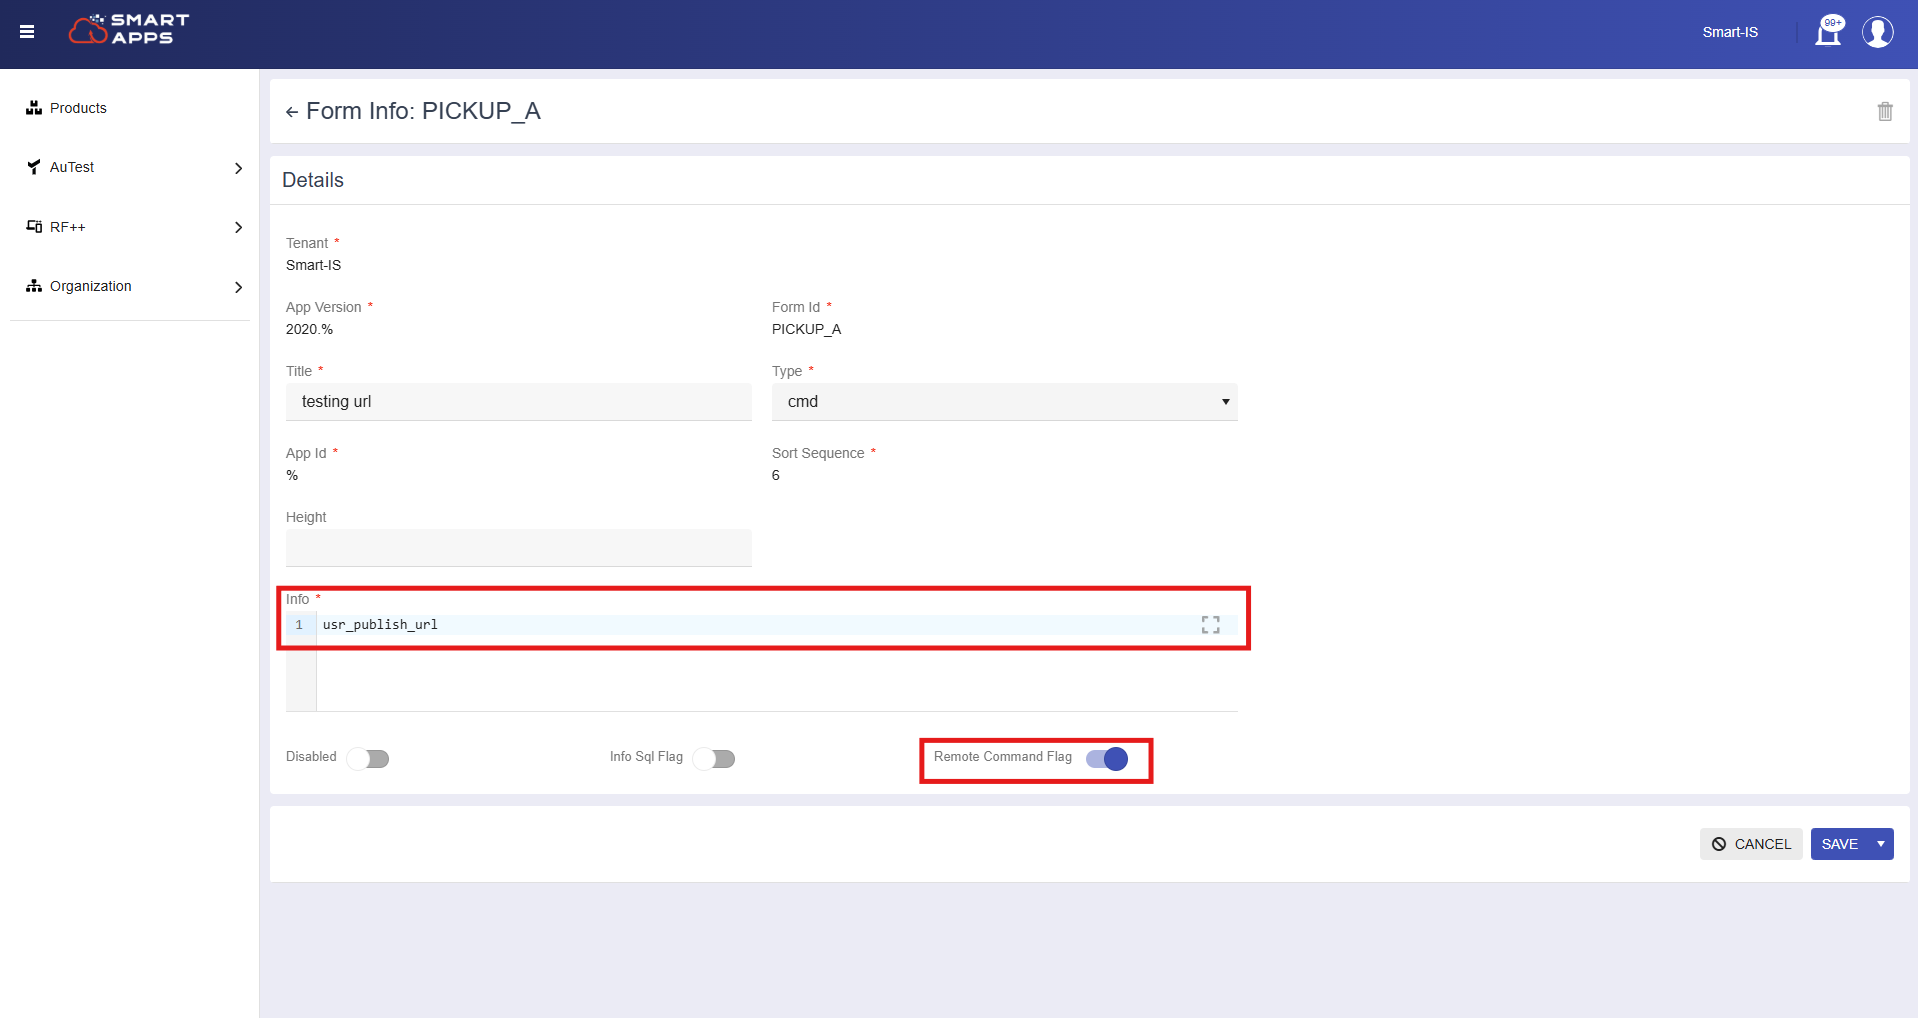 SMART
APPS
Smart-IS
99+
Products
AuTest
RF++
Organization
Form Info: PICKUP_A
Details
Tenant *
Smart-IS
App Version *
Form Id *
2020.%
PICKUP_A
Title *
Type *
testing url
cmd
App Id *
Sort Sequence *
%
6
Height
Info *
1 usr_publish_url
Disabled
Info Sql Flag
Remote Command Flag
CANCEL
SAVE